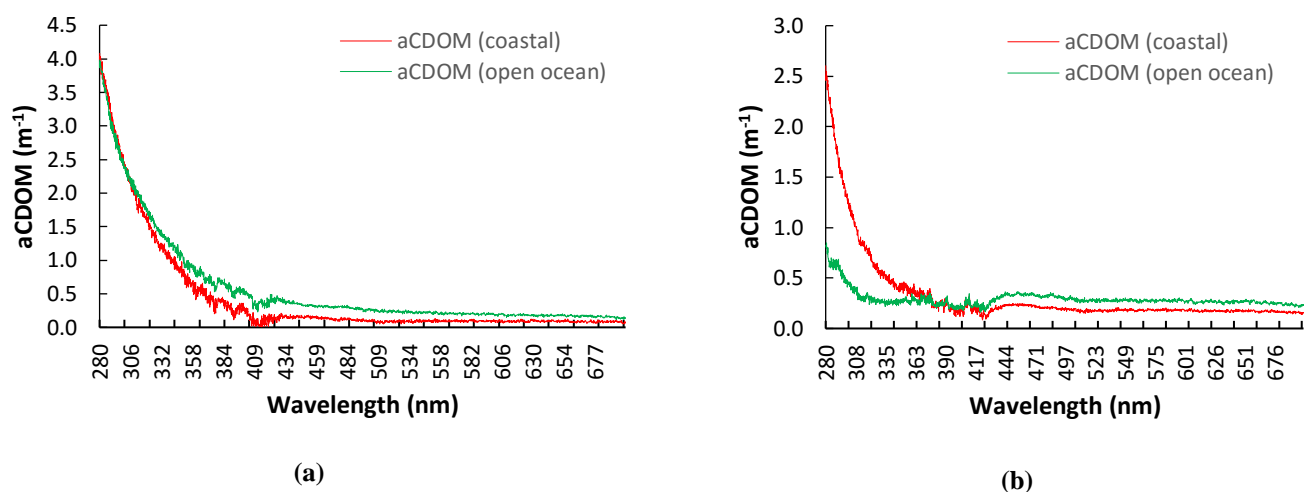 4.5
4.0
3.5
3.0
2.5
2.0
1.5
1.0
0.5
0.0
aCDOM (m⁻¹)
aCDOM (coastal)
aCDOM (open ocean)
280 306 332 358 384 409 434 459 484 509 534 558 582 606 630 654 677
Wavelength (nm)
(a)
3.0
2.5
2.0
1.5
1.0
0.5
0.0
aCDOM (m⁻¹)
aCDOM (coastal)
aCDOM (open ocean)
280 308 335 363 390 417 444 471 497 523 549 575 601 626 651 676
Wavelength (nm)
(b)